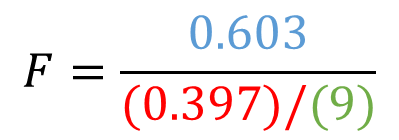 F = 0.603 / (0.397)/(9)